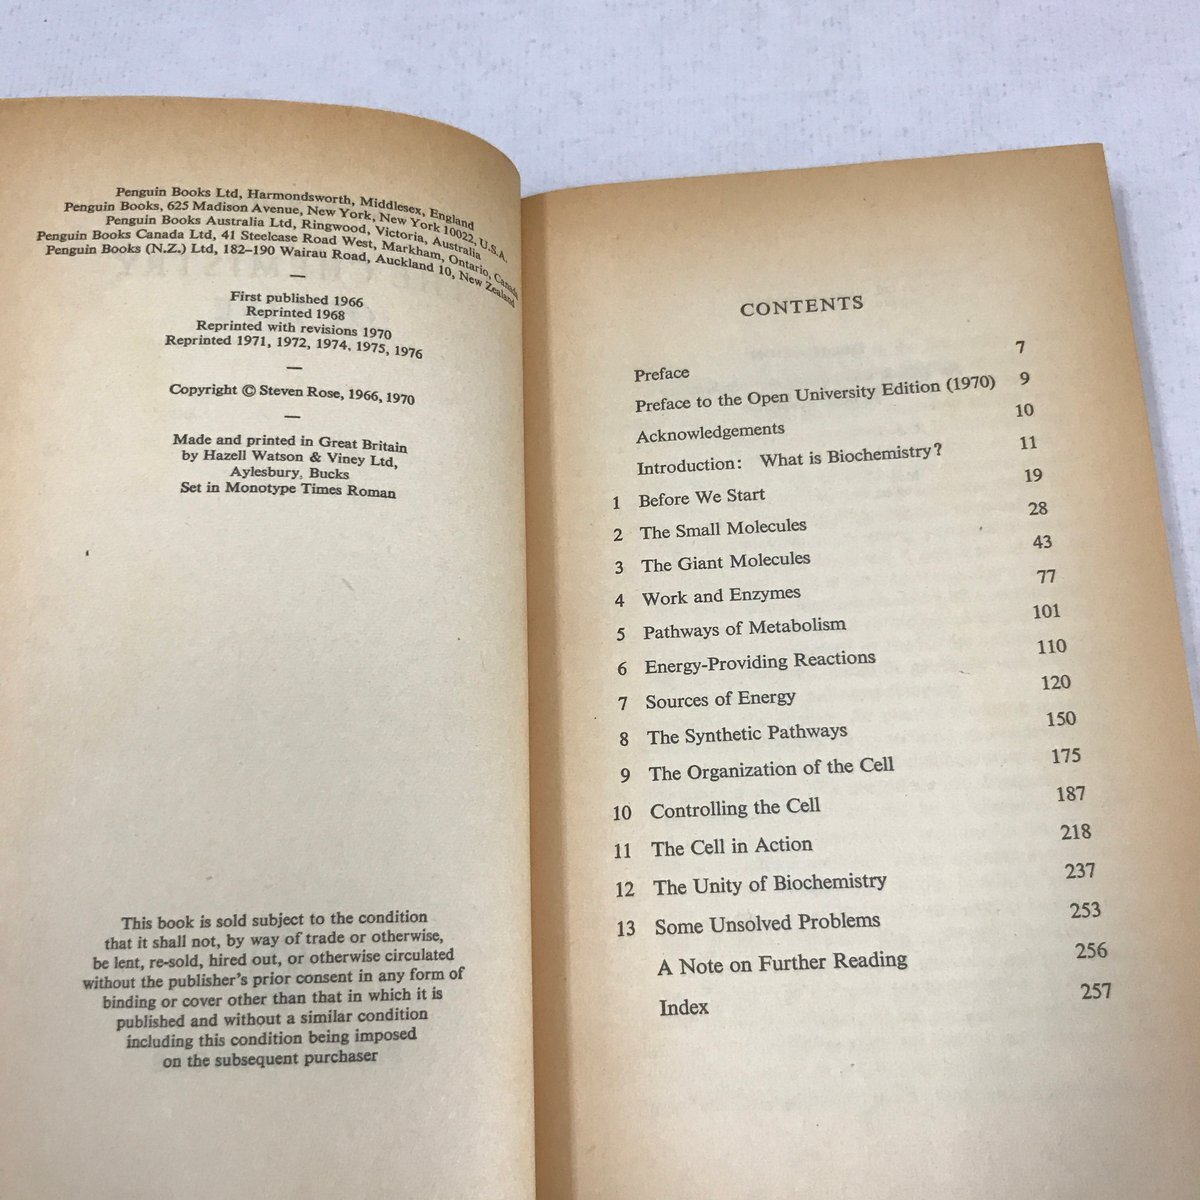 Penguin Books Ltd, Harmondsworth, Middlesex, England
Penguin Books, 625 Madison Avenue, New York, New York 10022, U.S.A.
Penguin Books Australia Ltd, Ringwood, Victoria, Australia
Penguin Books Canada Ltd, 41 Steelcase Road West, Markham, Ontario, Canada
Penguin Books (N.Z.) Ltd, 182–190 Wairau Road, Auckland 10, New Zealand
—
First published 1966
Reprinted 1968
Reprinted with revisions 1970
Reprinted 1971, 1972, 1974, 1975, 1976
—
Copyright © Steven Rose, 1966, 1970
—
Made and printed in Great Britain
by Hazell Watson & Viney Ltd,
Aylesbury, Bucks
Set in Monotype Times Roman
This book is sold subject to the condition
that it shall not, by way of trade or otherwise,
be lent, re-sold, hired out, or otherwise circulated
without the publisher's prior consent in any form of
binding or cover other than that in which it is
published and without a similar condition
including this condition being imposed
on the subsequent purchaser
CONTENTS
Preface 7
Preface to the Open University Edition (1970) 9
Acknowledgements 10
Introduction: What is Biochemistry? 11
1 Before We Start 19
2 The Small Molecules 28
3 The Giant Molecules 43
4 Work and Enzymes 77
5 Pathways of Metabolism 101
6 Energy-Providing Reactions 110
7 Sources of Energy 120
8 The Synthetic Pathways 150
9 The Organization of the Cell 175
10 Controlling the Cell 187
11 The Cell in Action 218
12 The Unity of Biochemistry 237
13 Some Unsolved Problems 253
A Note on Further Reading 256
Index 257